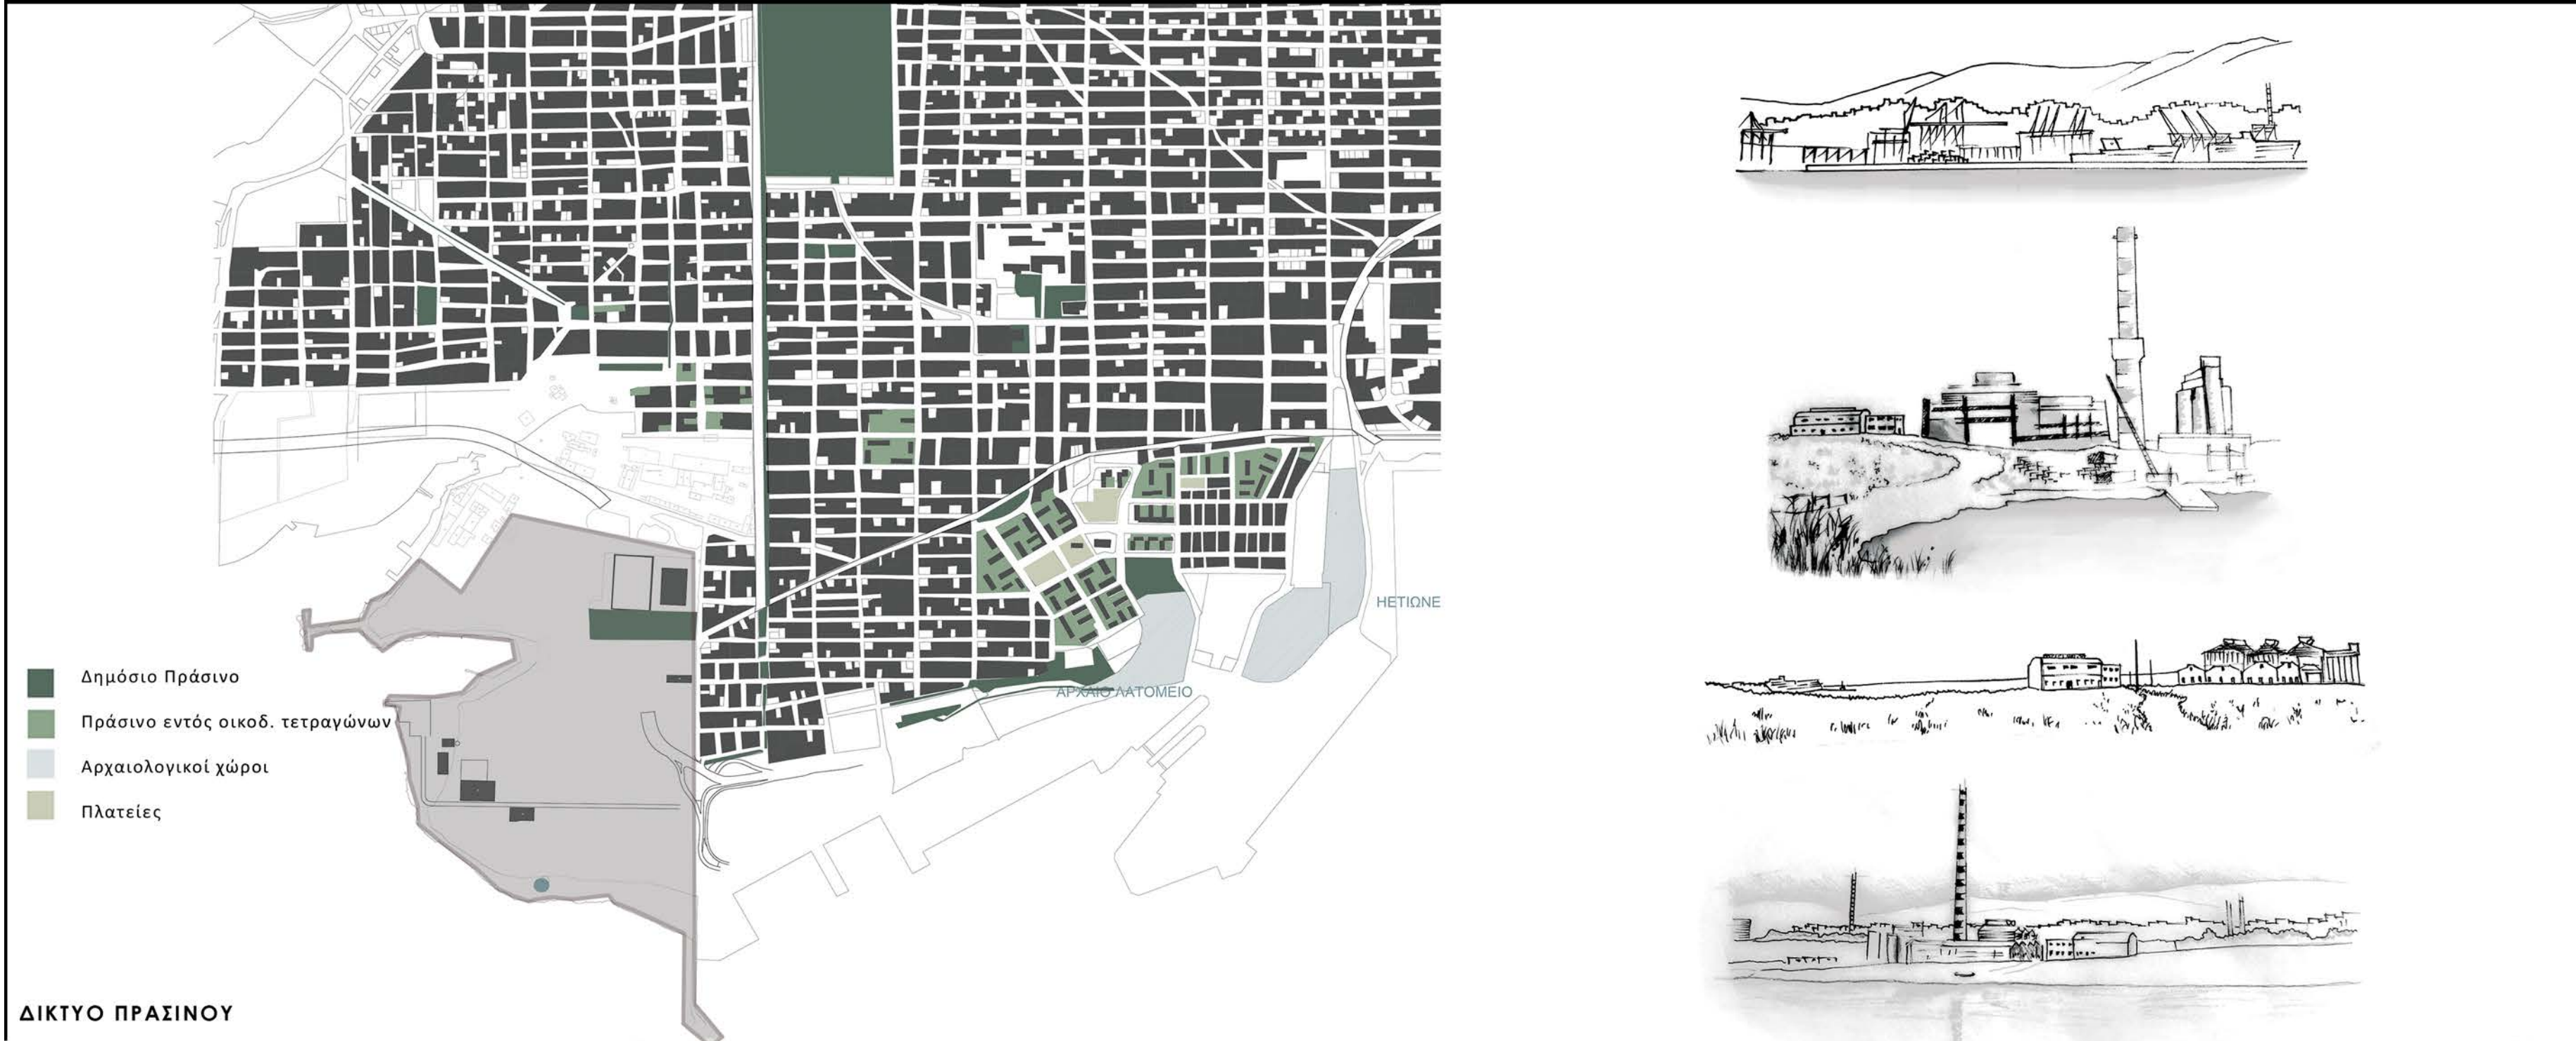 ΗΕΤΙΩΝΕ
Δημόσιο Πράσινο
ΑΡΧΑΙΟ ΛΑΤΟΜΕΙΟ
Πράσινο εντός οικοδ. τετραγώνων
Αρχαιολογικοί χώροι
Πλατείες
ΔΙΚΤΥΟ ΠΡΑΣΙΝΟΥ